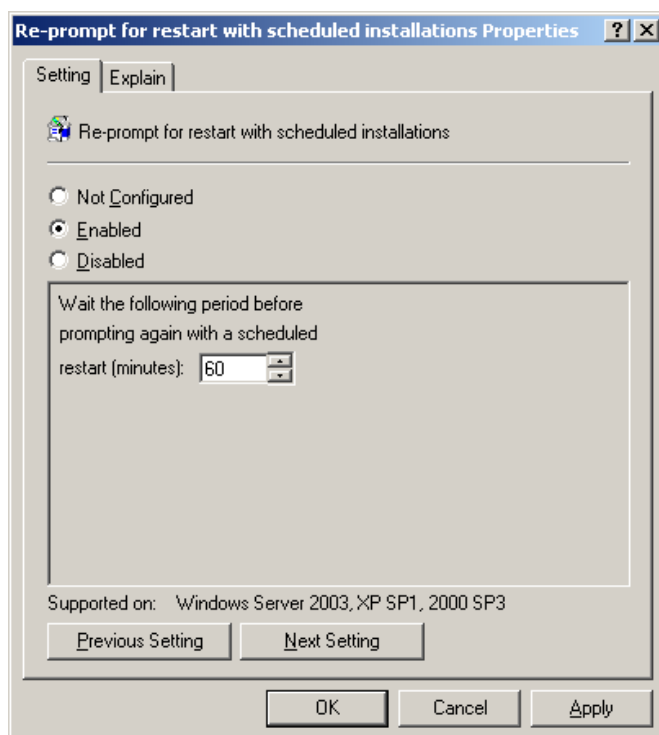 Re-prompt for restart with scheduled installations Properties
Setting
Explain
Re-prompt for restart with scheduled installations
Not Configured
Enabled
Disabled
Wait the following period before
prompting again with a scheduled
restart (minutes): 60
Supported on: Windows Server 2003, XP SP1, 2000 SP3
Previous Setting
Next Setting
OK
Cancel
Apply